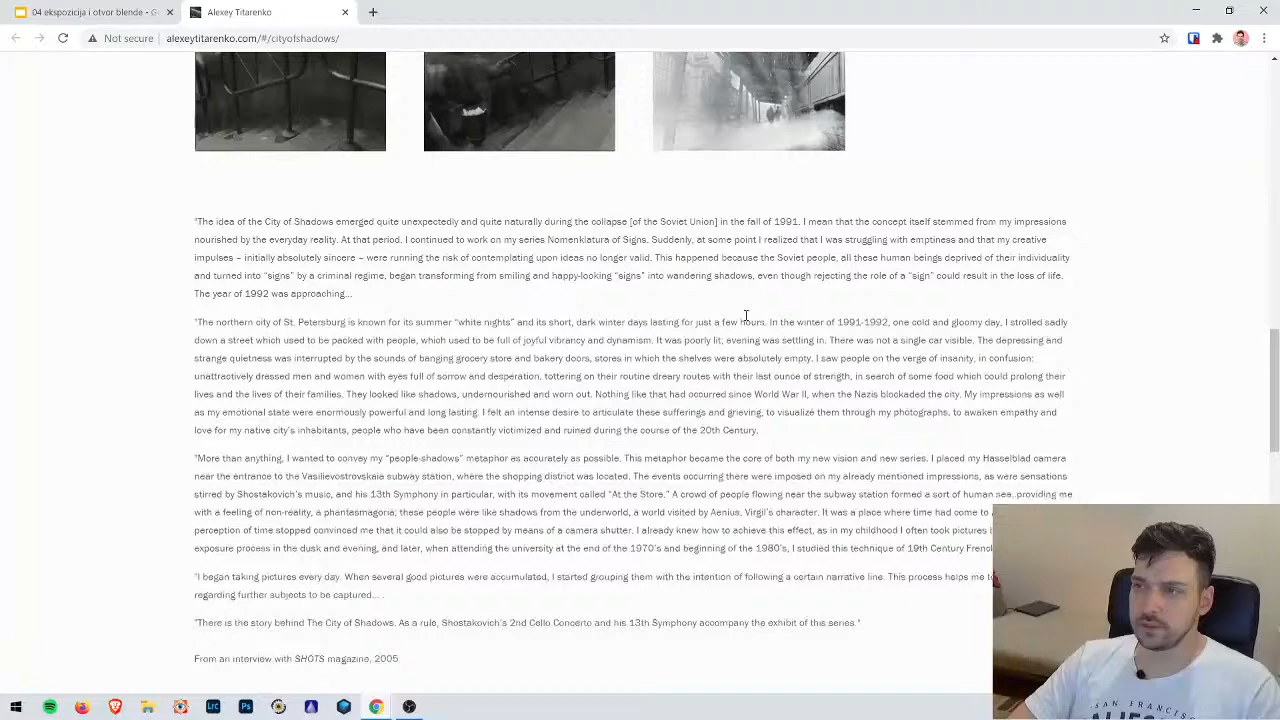 04 ekspozicija i otvor blende - G
Alexey Titarenko
Not secure
alexeytitarenko.com/#/cityofshadows/
"The idea of the City of Shadows emerged quite unexpectedly and quite naturally during the collapse [of the Soviet Union] in the fall of 1991. I mean that the concept itself stemmed from my impressions
nourished by the everyday reality. At that period, I continued to work on my series Nomenklatura of Signs. Suddenly, at some point I realized that I was struggling with emptiness and that my creative
impulses – initially absolutely sincere – were running the risk of contemplating upon ideas no longer valid. This happened because the Soviet people, all these human beings deprived of their individuality
and turned into "signs" by a criminal regime, began transforming from smiling and happy-looking "signs" into wandering shadows, even though rejecting the role of a "sign" could result in the loss of life.
The year of 1992 was approaching...
"The northern city of St. Petersburg is known for its summer "white nights" and its short, dark winter days lasting for just a few hours. In the winter of 1991-1992, one cold and gloomy day, I strolled sadly
down a street which used to be packed with people, which used to be full of joyful vibrancy and dynamism. It was poorly lit; evening was settling in. There was not a single car visible. The depressing and
strange quietness was interrupted by the sounds of banging grocery store and bakery doors, stores in which the shelves were absolutely empty. I saw people on the verge of insanity, in confusion:
unattractively dressed men and women with eyes full of sorrow and desperation, tottering on their routine dreary routes with their last ounce of strength, in search of some food which could prolong their
lives and the lives of their families. They looked like shadows, undernourished and worn out. Nothing like that had occurred since World War II, when the Nazis blockaded the city. My impressions as well
as my emotional state were enormously powerful and long lasting. I felt an intense desire to articulate these sufferings and grieving, to visualize them through my photographs, to awaken empathy and
love for my native city's inhabitants, people who have been constantly victimized and ruined during the course of the 20th Century.
"More than anything, I wanted to convay my "people-shadows" metaphor as accurately as possible. This metaphor became the core of both my new vision and new series. I placed my Hasselblad camera
near the entrance to the Vasilievostrovskaia subway station, where the shopping district was located. The events occurring there were imposed on my already mentioned impressions, as were sensations
stirred by Shostakovich's music, and his 13th Symphony in particular, with its movement called "At the Store." A crowd of people flowing near the subway station formed a sort of human sea, providing me
with a feeling of non-reality, a phantasmagoria; these people were like shadows from the underworld, a world visited by Aenius, Virgil's character. It was a place where time had come to
perception of time stopped convinced me that it could also be stopped by means of a camera shutter. I already knew how to achieve this effect, as in my childhood I often took pictures
exposure process in the dusk and evening, and later, when attending the university at the end of the 1970's and beginning of the 1980's, I studied this technique of 19th Century
"I began taking pictures every day. When several good pictures were accumulated, I started grouping them with the intention of following a certain narrative line. This process helps me
regarding further subjects to be captured... .
"There is the story behind The City of Shadows. As a rule, Shostakovich's 2nd Cello Concerto and his 13th Symphony accompany the exhibit of this series."
From an interview with SHOTS magazine, 2005
LrC
Ps
SAN FRANCISCO